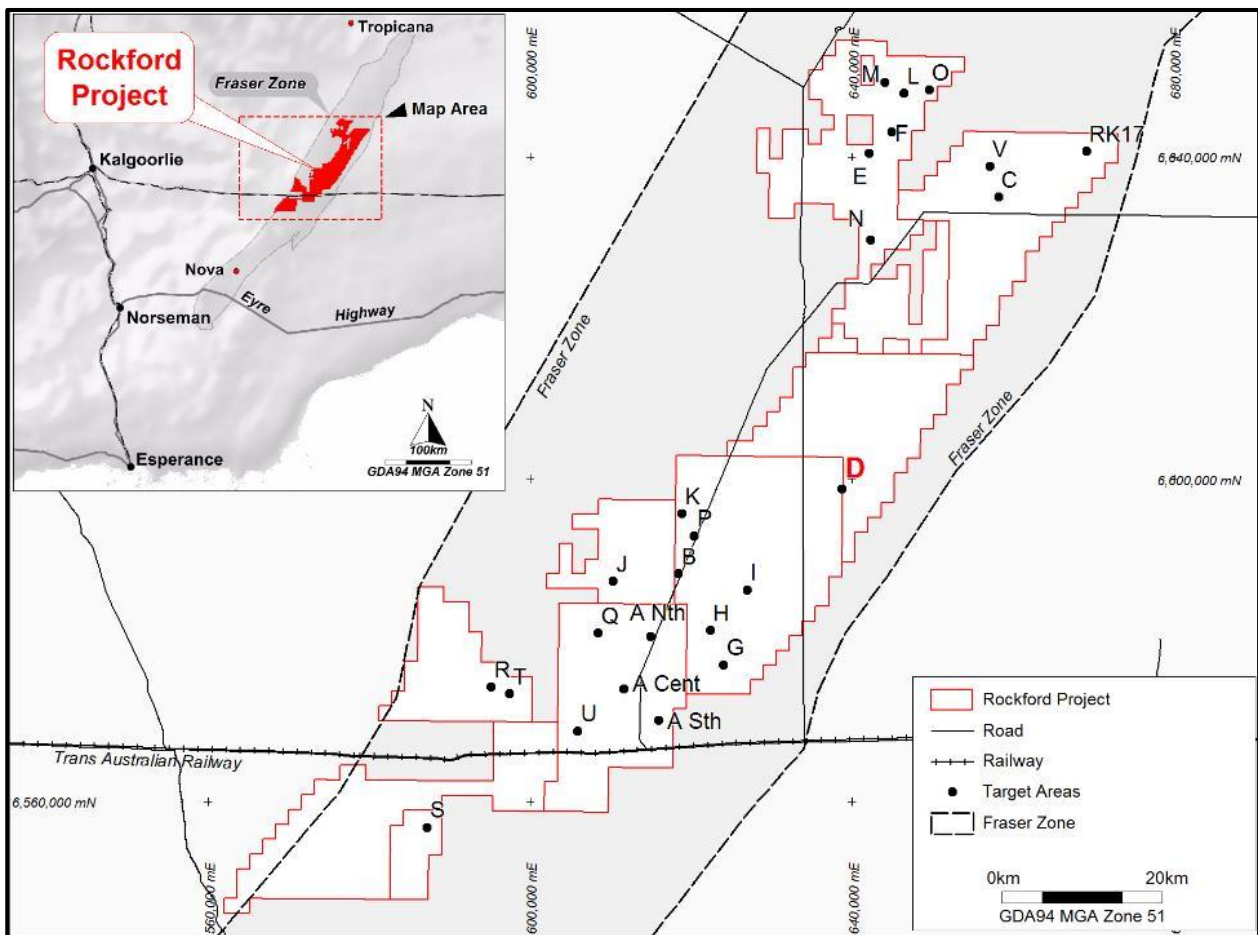 Tropicana
Rockford
Project
Fraser Zone
Map Area
Kalgoorlie
Nova
Eyre
Highway
Norseman
N
100km
GDA94 MGA Zone 51
Esperance
600,000 mE
640,000 mE
680,000 mE
M
L
O
F
E
V
C
RK17
6,640,000 mN
N
Fraser Zone
Fraser Zone
D
6,600,000 mN
K
P
B
J
I
Q
A Nth
H
G
R
T
A Cent
U
A Sth
Trans Australian Railway
6,560,000 mN
S
560,000 mE
600,000 mE
640,000 mE
Rockford Project
Road
Railway
Target Areas
Fraser Zone
0km 20km
GDA94 MGA Zone 51